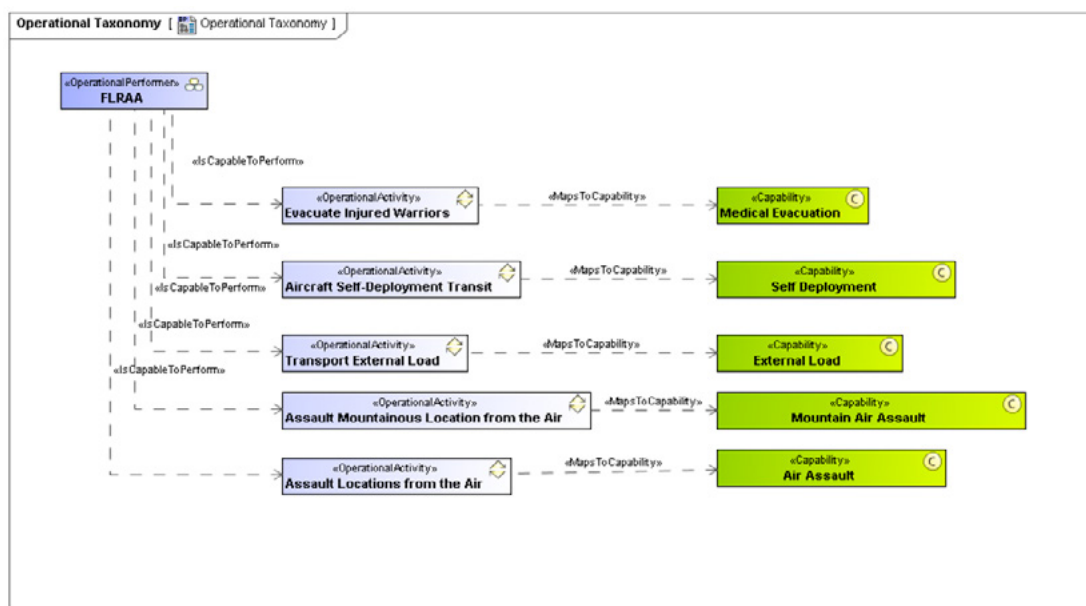 Operational Taxonomy [ Operational Taxonomy ]
«OperationalPerformer»
FLRAA
«IsCapableToPerform»
«OperationalActivity»
Evacuate Injured Warriors
«MapsToCapability»
«Capability»
C
Medical Evacuation
«IsCapableToPerform»
«OperationalActivity»
Aircraft Self-Deployment Transit
«MapsToCapability»
«Capability»
C
Self Deployment
«IsCapableToPerform»
«IsCapableToPerform»
«OperationalActivity»
Transport External Load
«MapsToCapability»
«Capability»
C
External Load
«IsCapableToPerform»
«OperationalActivity»
Assault Mountainous Location from the Air
«MapsToCapability»
«Capability»
C
Mountain Air Assault
«OperationalActivity»
Assault Locations from the Air
«MapsToCapability»
«Capability»
C
Air Assault